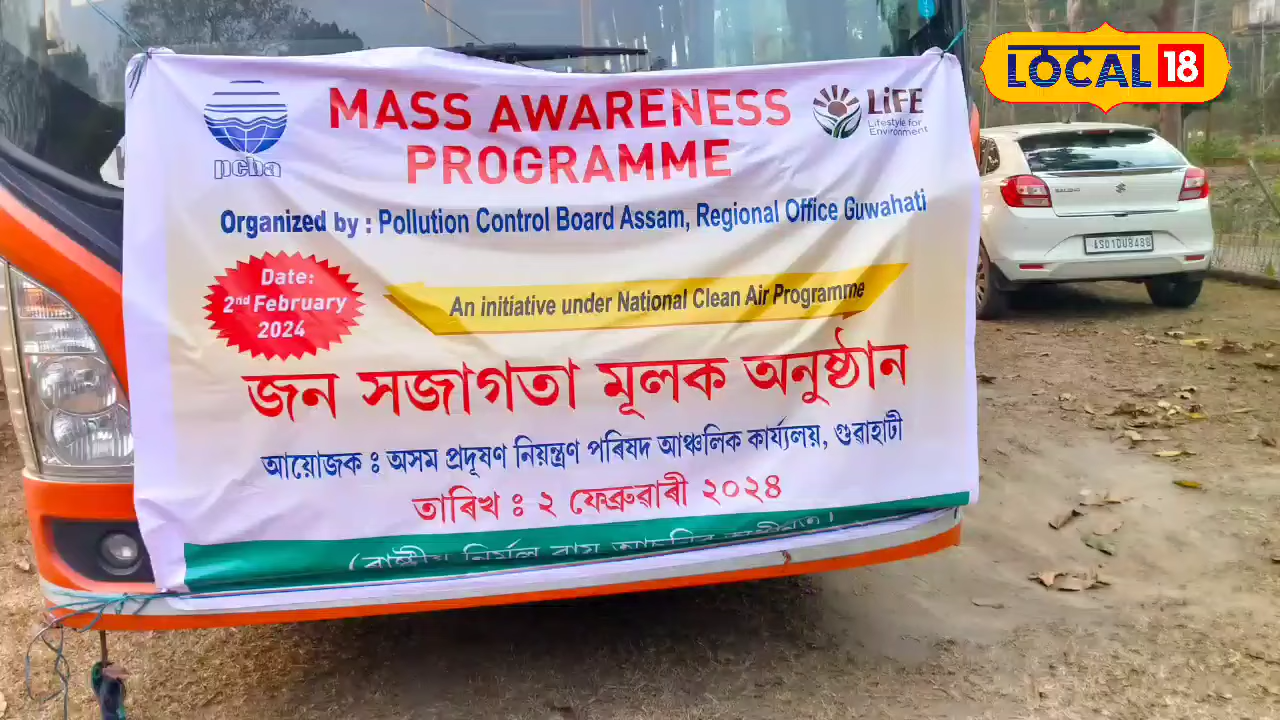 LOCAL 18
MASS AWARENESS
PROGRAMME
pcba
LiFE
Lifestyle for
Environment
Organized by : Pollution Control Board Assam, Regional Office Guwahati
Date:
2nd February
2024
An initiative under National Clean Air Programme
জন সজাগতা মূলক অনুষ্ঠান
আয়োজক ঃ অসম প্ৰদূষণ নিয়ন্ত্ৰণ পৰিষদ আঞ্চলিক কাৰ্য্যলয়, গুৱাহাটী
তাৰিখ ঃ ২ ফেব্ৰুৱাৰী ২০২৪
(ৰাষ্ট্ৰীয় নিৰ্মল বায়ু
AS01DU8480